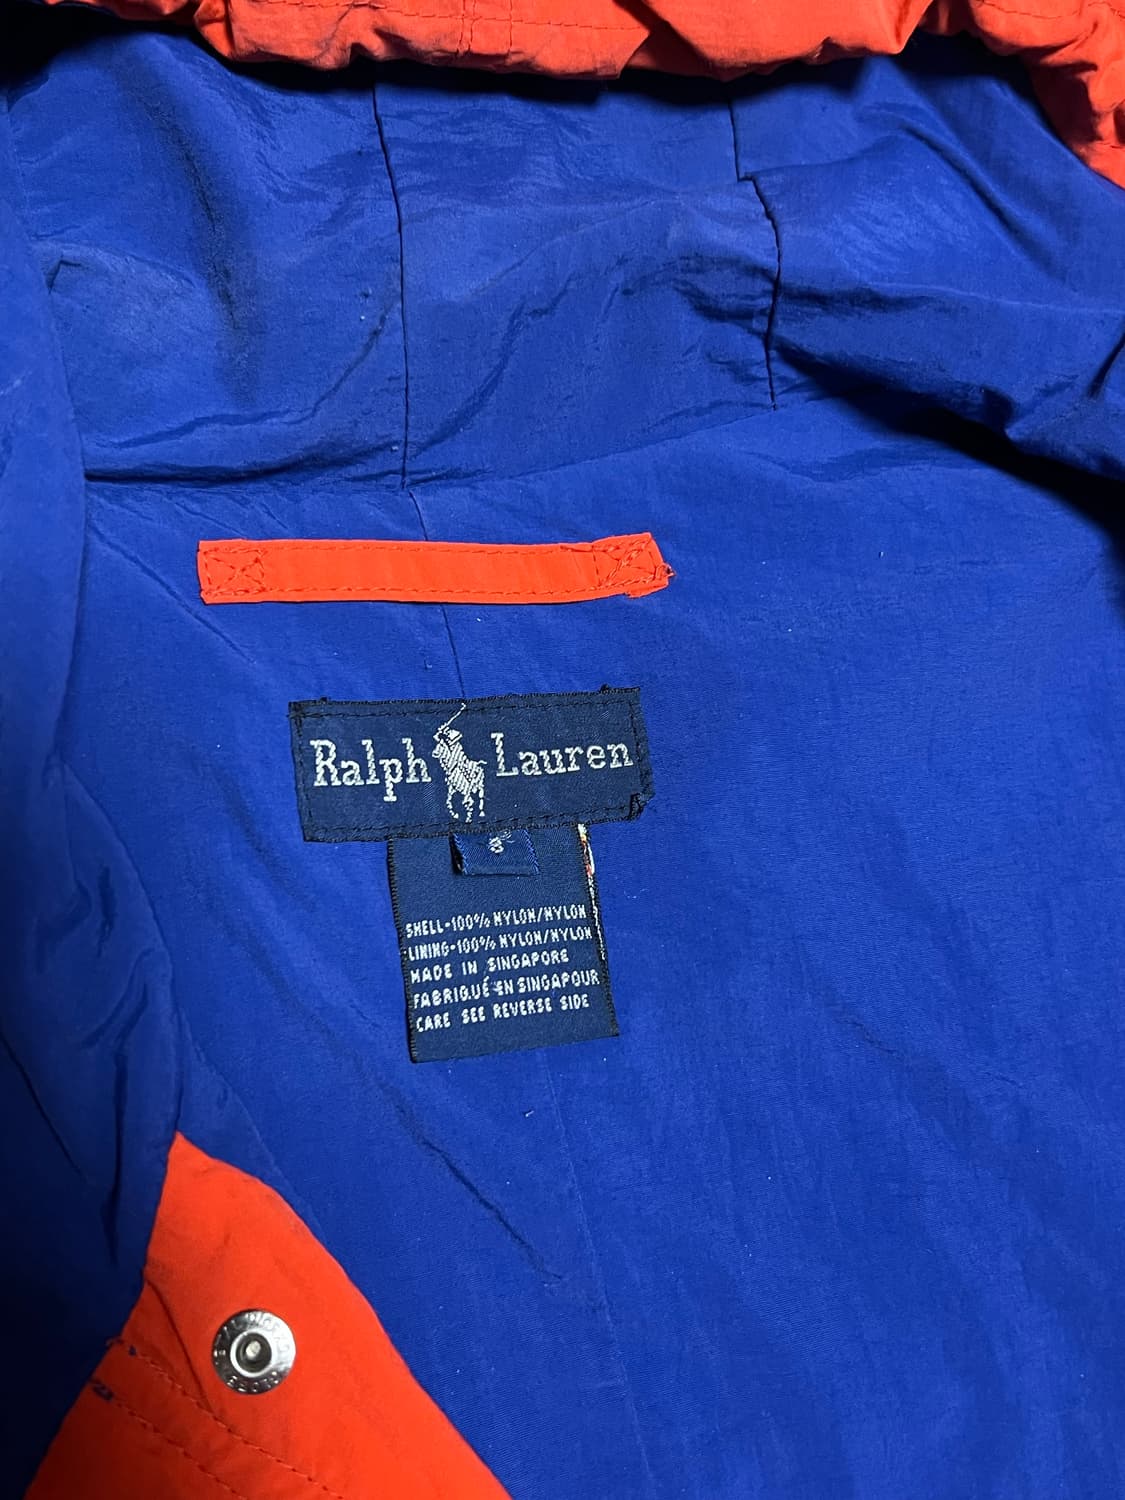 Ralph Lauren
SHELL-100% NYLON/NYLON
LINING-100% NYLON/NYLON
MADE IN SINGAPORE
FABRIQUÉ EN SINGAPOUR
CARE SEE REVERSE SIDE